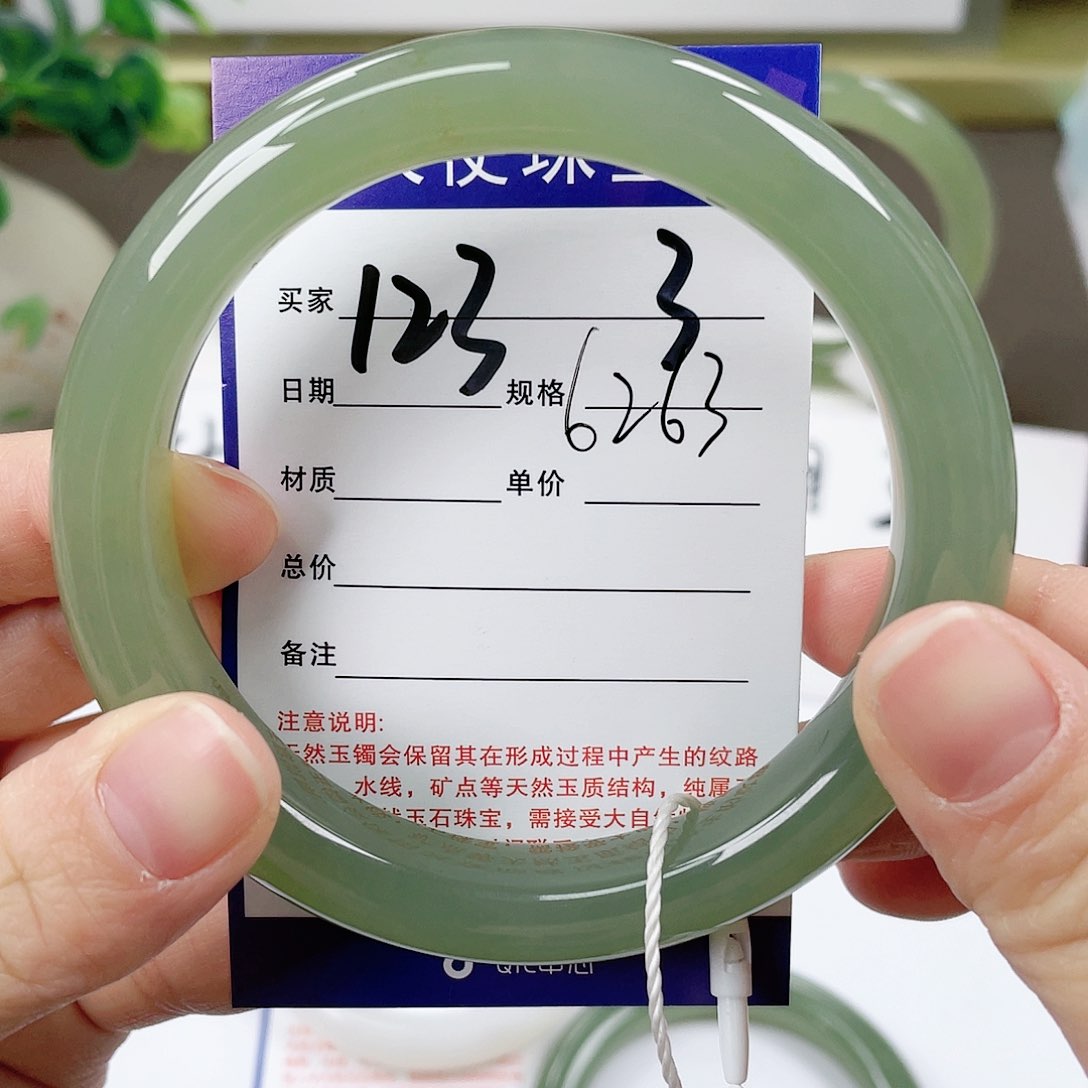 珠
买家 123 3
日期 规格 6263
材质 单价
总价
备注
注意说明:
然玉镯会保留其在形成过程中产生的纹路
水线，矿点等天然玉质结构，纯属
玉石珠宝，需接受大自